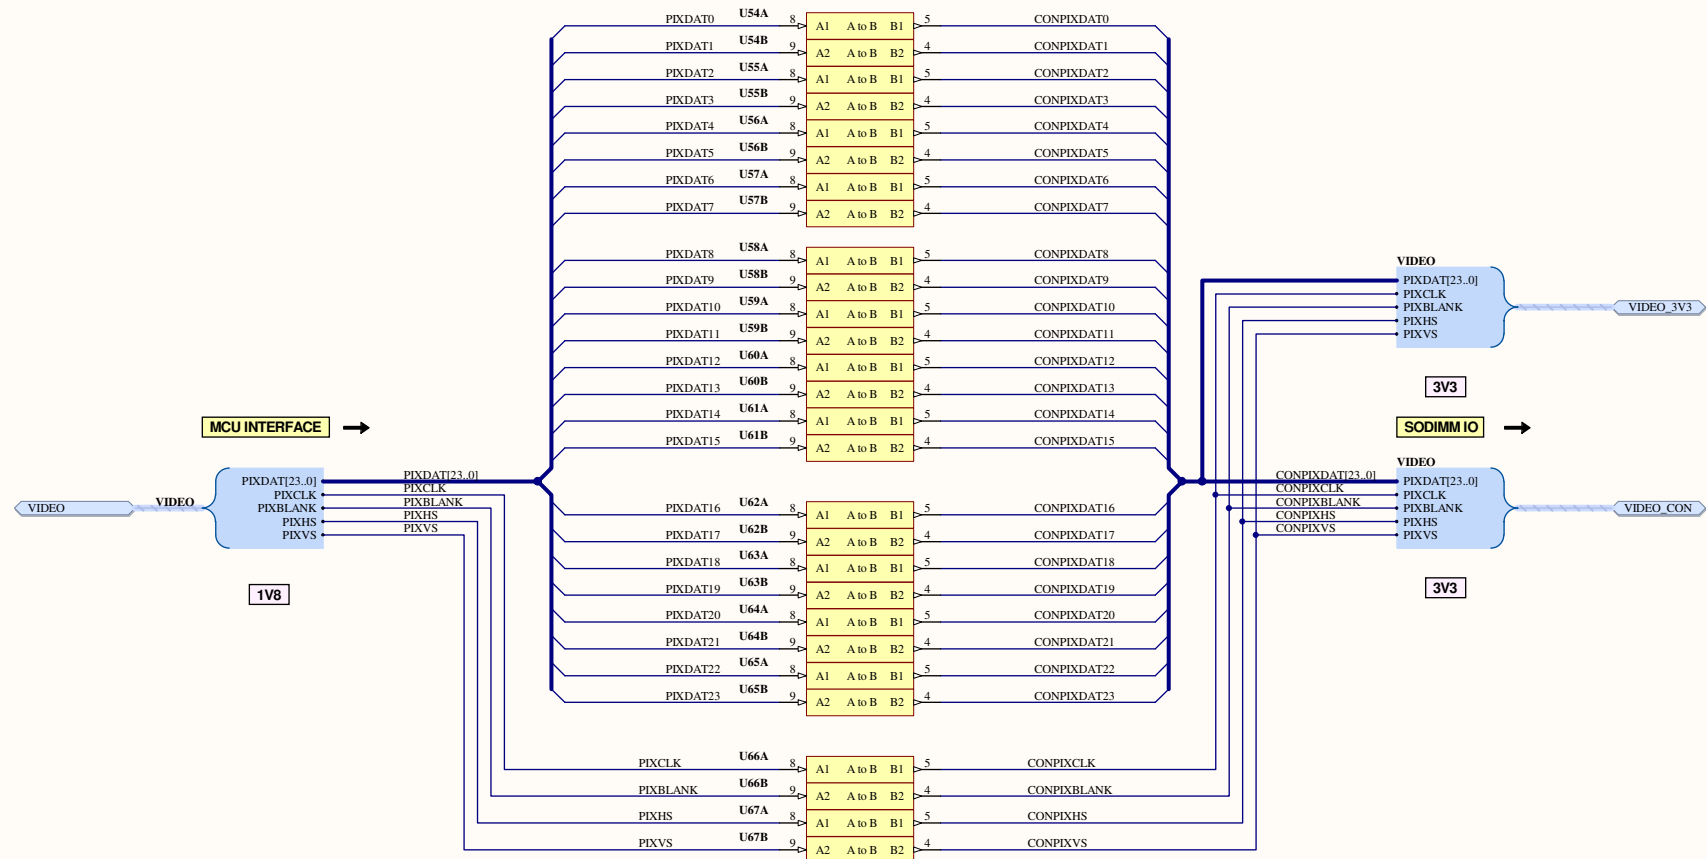 PIXDAT0 U54A 8 A1 A to B B1 5 CONPIXDAT0
PIXDAT1 U54B 9 A2 A to B B2 4 CONPIXDAT1
PIXDAT2 U55A 8 A1 A to B B1 5 CONPIXDAT2
PIXDAT3 U55B 9 A2 A to B B2 4 CONPIXDAT3
PIXDAT4 U56A 8 A1 A to B B1 5 CONPIXDAT4
PIXDAT5 U56B 9 A2 A to B B2 4 CONPIXDAT5
PIXDAT6 U57A 8 A1 A to B B1 5 CONPIXDAT6
PIXDAT7 U57B 9 A2 A to B B2 4 CONPIXDAT7
PIXDAT8 U58A 8 A1 A to B B1 5 CONPIXDAT8
PIXDAT9 U58B 9 A2 A to B B2 4 CONPIXDAT9
PIXDAT10 U59A 8 A1 A to B B1 5 CONPIXDAT10
PIXDAT11 U59B 9 A2 A to B B2 4 CONPIXDAT11
PIXDAT12 U60A 8 A1 A to B B1 5 CONPIXDAT12
PIXDAT13 U60B 9 A2 A to B B2 4 CONPIXDAT13
PIXDAT14 U61A 8 A1 A to B B1 5 CONPIXDAT14
PIXDAT15 U61B 9 A2 A to B B2 4 CONPIXDAT15
PIXDAT16 U62A 8 A1 A to B B1 5 CONPIXDAT16
PIXDAT17 U62B 9 A2 A to B B2 4 CONPIXDAT17
PIXDAT18 U63A 8 A1 A to B B1 5 CONPIXDAT18
PIXDAT19 U63B 9 A2 A to B B2 4 CONPIXDAT19
PIXDAT20 U64A 8 A1 A to B B1 5 CONPIXDAT20
PIXDAT21 U64B 9 A2 A to B B2 4 CONPIXDAT21
PIXDAT22 U65A 8 A1 A to B B1 5 CONPIXDAT22
PIXDAT23 U65B 9 A2 A to B B2 4 CONPIXDAT23
PIXCLK U66A 8 A1 A to B B1 5 CONPIXCLK
PIXBLANK U66B 9 A2 A to B B2 4 CONPIXBLANK
PIXHS U67A 8 A1 A to B B1 5 CONPIXHS
PIXVS U67B 9 A2 A to B B2 4 CONPIXVS
MCU INTERFACE
VIDEO VIDEO
PIXDAT[23..0] PIXDAT[23..0]
PIXCLK PIXCLK
PIXBLANK PIXBLANK
PIXHS PIXHS
PIXVS PIXVS
1V8
VIDEO
PIXDAT[23..0]
PIXCLK
PIXBLANK VIDEO_3V3
PIXHS
PIXVS
3V3
SODIMM IO
VIDEO
CONPIXDAT[23..0] PIXDAT[23..0]
CONPIXCLK PIXCLK
CONPIXBLANK PIXBLANK VIDEO_CON
CONPIXHS PIXHS
CONPIXVS PIXVS
3V3